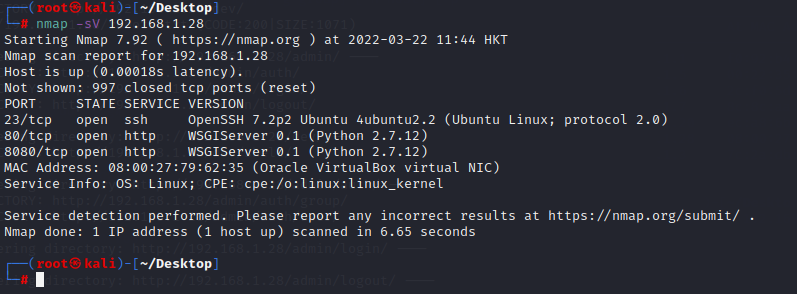 ┌──(root㉿kali)-[~/Desktop]
└─# nmap -sV 192.168.1.28
Starting Nmap 7.92 ( https://nmap.org ) at 2022-03-22 11:44 HKT
Nmap scan report for 192.168.1.28
Host is up (0.00018s latency).
Not shown: 997 closed tcp ports (reset)
PORT     STATE SERVICE VERSION
23/tcp   open  ssh     OpenSSH 7.2p2 Ubuntu 4ubuntu2.2 (Ubuntu Linux; protocol 2.0)
80/tcp   open  http    WSGIServer 0.1 (Python 2.7.12)
8080/tcp open  http    WSGIServer 0.1 (Python 2.7.12)
MAC Address: 08:00:27:79:62:35 (Oracle VirtualBox virtual NIC)
Service Info: OS: Linux; CPE: cpe:/o:linux:linux_kernel

Service detection performed. Please report any incorrect results at https://nmap.org/submit/ .
Nmap done: 1 IP address (1 host up) scanned in 6.65 seconds

┌──(root㉿kali)-[~/Desktop]
└─#